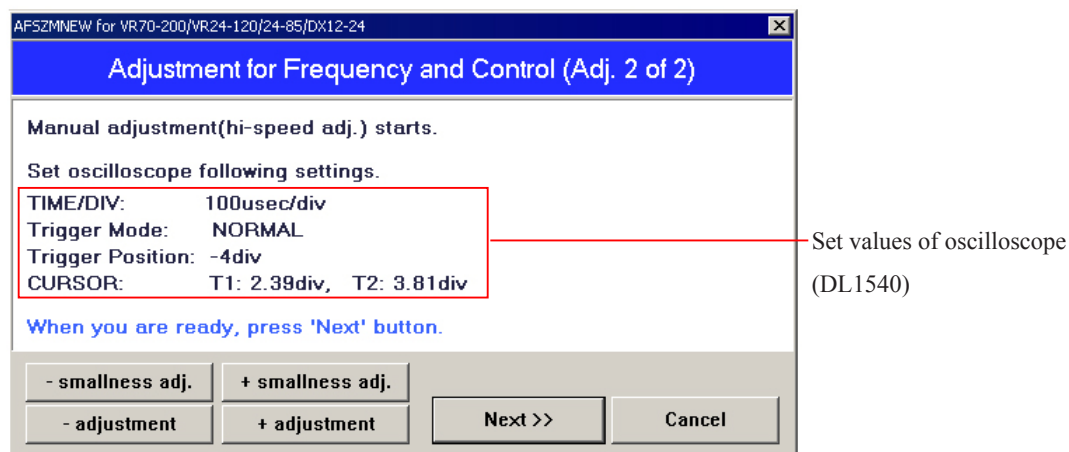 AFSZMNEW for VR70-200/VR24-120/24-85/DX12-24
Adjustment for Frequency and Control (Adj. 2 of 2)
Manual adjustment(hi-speed adj.) starts.
Set oscilloscope following settings.
TIME/DIV: 100usec/div
Trigger Mode: NORMAL
Trigger Position: -4div
CURSOR: T1: 2.39div, T2: 3.81div
Set values of oscilloscope
(DL1540)
When you are ready, press 'Next' button.
- smallness adj. + smallness adj.
- adjustment + adjustment Next >> Cancel